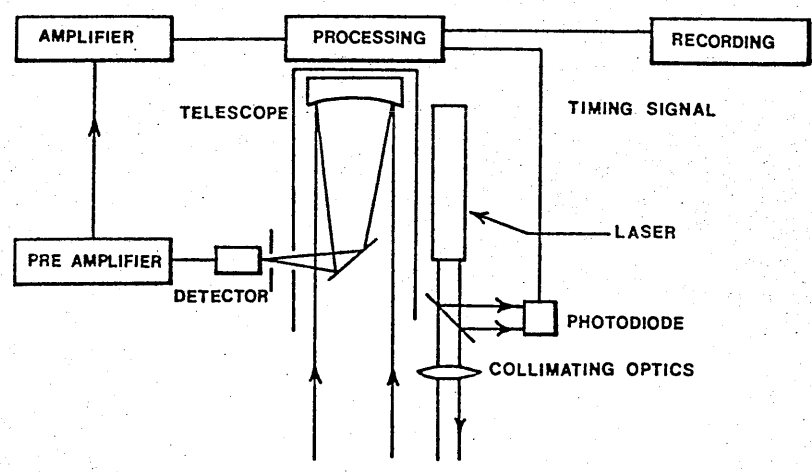 AMPLIFIER
PROCESSING
RECORDING
TELESCOPE
TIMING SIGNAL
LASER
PRE AMPLIFIER
DETECTOR
PHOTODIODE
COLLIMATING OPTICS